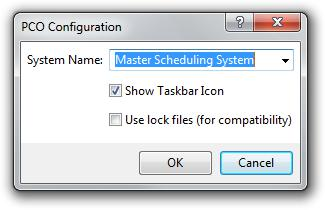 PCO Configuration
System Name: Master Scheduling System
Show Taskbar Icon
Use lock files (for compatibility)
OK Cancel